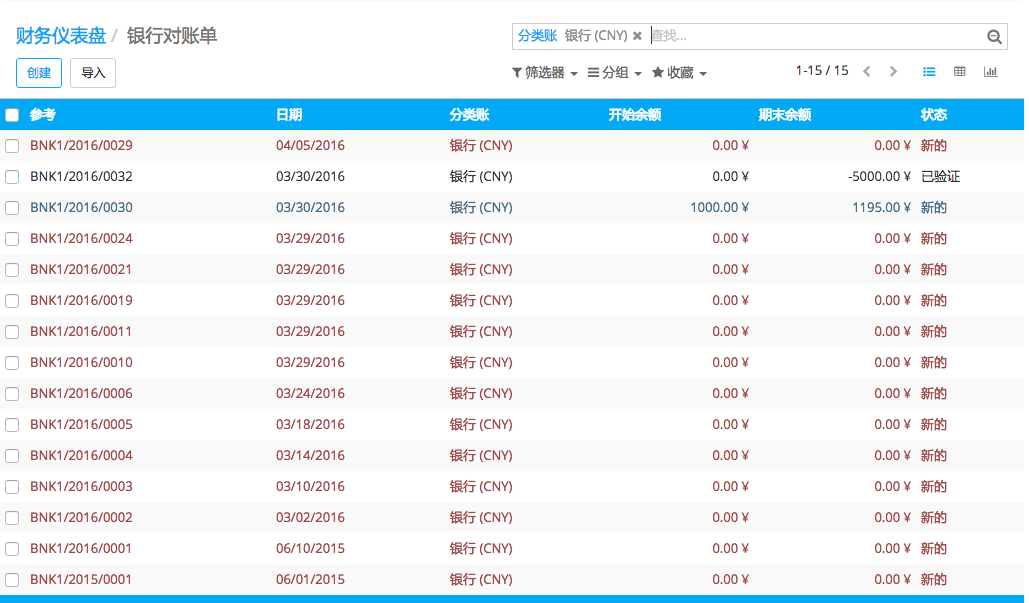 财务仪表盘 / 银行对账单
分类账 银行 (CNY) ✖ 查找...
创建 导入
筛选器 分组 收藏 1-15 / 15
参考 日期 分类账 开始余额 期末余额 状态
BNK1/2016/0029 04/05/2016 银行 (CNY) 0.00 ¥ 0.00 ¥ 新的
BNK1/2016/0032 03/30/2016 银行 (CNY) 0.00 ¥ -5000.00 ¥ 已验证
BNK1/2016/0030 03/30/2016 银行 (CNY) 1000.00 ¥ 1195.00 ¥ 新的
BNK1/2016/0024 03/29/2016 银行 (CNY) 0.00 ¥ 0.00 ¥ 新的
BNK1/2016/0021 03/29/2016 银行 (CNY) 0.00 ¥ 0.00 ¥ 新的
BNK1/2016/0019 03/29/2016 银行 (CNY) 0.00 ¥ 0.00 ¥ 新的
BNK1/2016/0011 03/29/2016 银行 (CNY) 0.00 ¥ 0.00 ¥ 新的
BNK1/2016/0010 03/29/2016 银行 (CNY) 0.00 ¥ 0.00 ¥ 新的
BNK1/2016/0006 03/24/2016 银行 (CNY) 0.00 ¥ 0.00 ¥ 新的
BNK1/2016/0005 03/18/2016 银行 (CNY) 0.00 ¥ 0.00 ¥ 新的
BNK1/2016/0004 03/14/2016 银行 (CNY) 0.00 ¥ 0.00 ¥ 新的
BNK1/2016/0003 03/10/2016 银行 (CNY) 0.00 ¥ 0.00 ¥ 新的
BNK1/2016/0002 03/02/2016 银行 (CNY) 0.00 ¥ 0.00 ¥ 新的
BNK1/2016/0001 06/10/2015 银行 (CNY) 0.00 ¥ 0.00 ¥ 新的
BNK1/2015/0001 06/01/2015 银行 (CNY) 0.00 ¥ 0.00 ¥ 新的